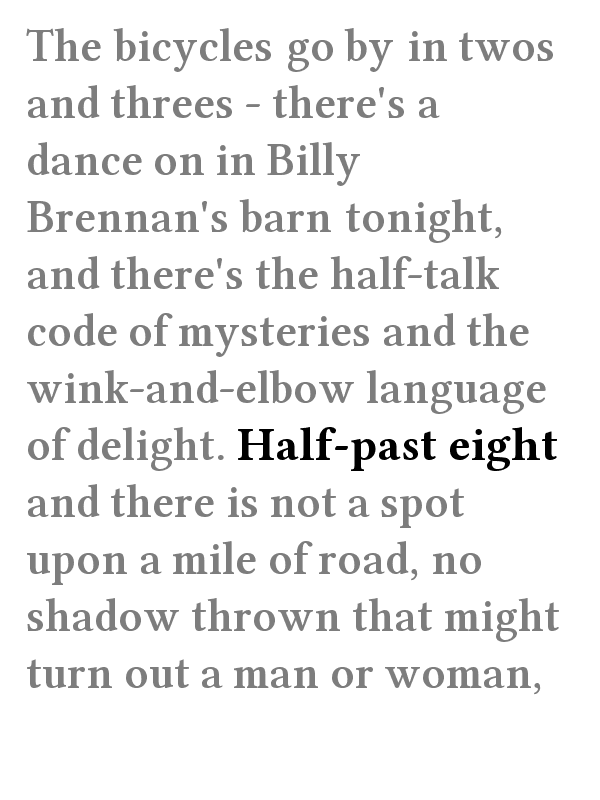 The bicycles go by in twos
and threes - there's a
dance on in Billy
Brennan's barn tonight,
and there's the half-talk
code of mysteries and the
wink-and-elbow language
of delight. Half-past eight
and there is not a spot
upon a mile of road, no
shadow thrown that might
turn out a man or woman,